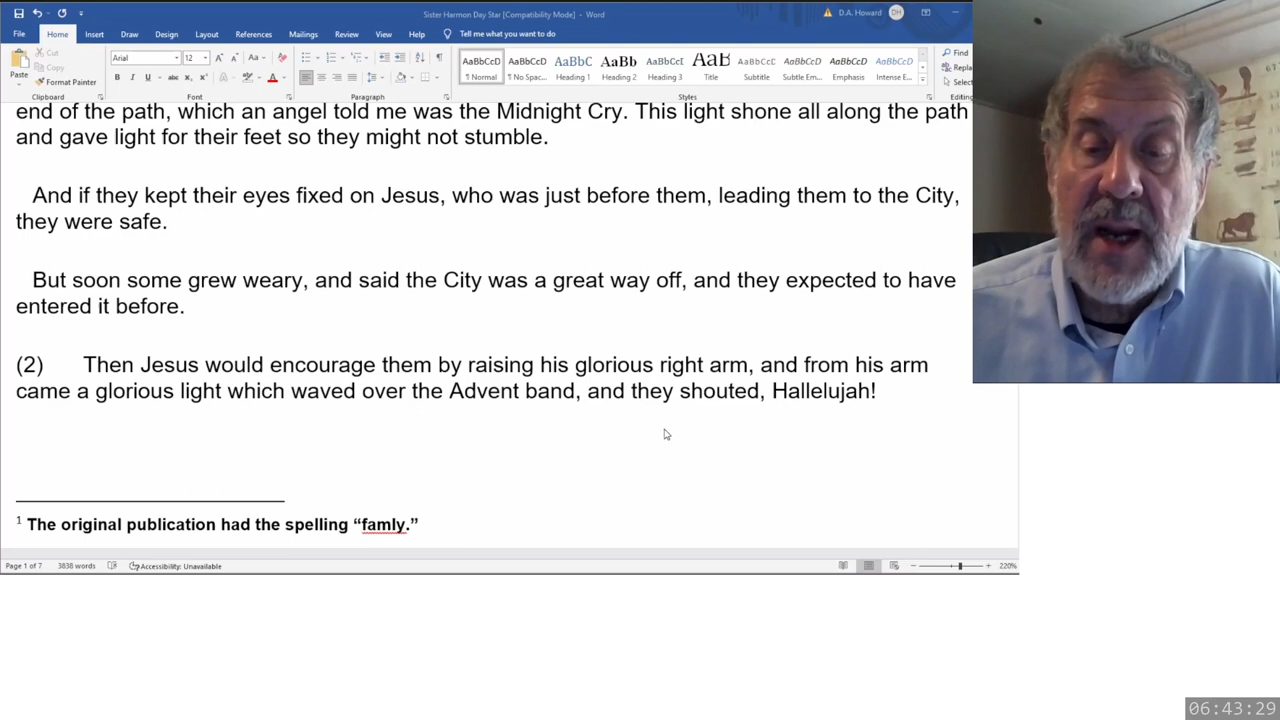 Sister Harmon Day Star [Compatibility Mode] - Word
D.A. Howard
DH
File Home Insert Draw Design Layout References Mailings Review View Help Tell me what you want to do
Paste
Cut
Copy
Format Painter
Clipboard
Arial
12
Font
Paragraph
AaBbCcD AaBbCcD AaBbC AaBb AaBbCcI AaB AaBbCcD AaBbCcD AaBbCcD AaBbCcD
¶ Normal ¶ No Spac... Heading 1 Heading 2 Heading 3 Title Subtitle Subtle Em... Emphasis Intense E...
Styles
Find
Repla
Select
Editing
end of the path, which an angel told me was the Midnight Cry. This light shone all along the path
and gave light for their feet so they might not stumble.
And if they kept their eyes fixed on Jesus, who was just before them, leading them to the City,
they were safe.
But soon some grew weary, and said the City was a great way off, and they expected to have
entered it before.
(2) Then Jesus would encourage them by raising his glorious right arm, and from his arm
came a glorious light which waved over the Advent band, and they shouted, Hallelujah!
1 The original publication had the spelling “famly.”
Page 1 of 7 3838 words Accessibility: Unavailable 220%
06:43:29